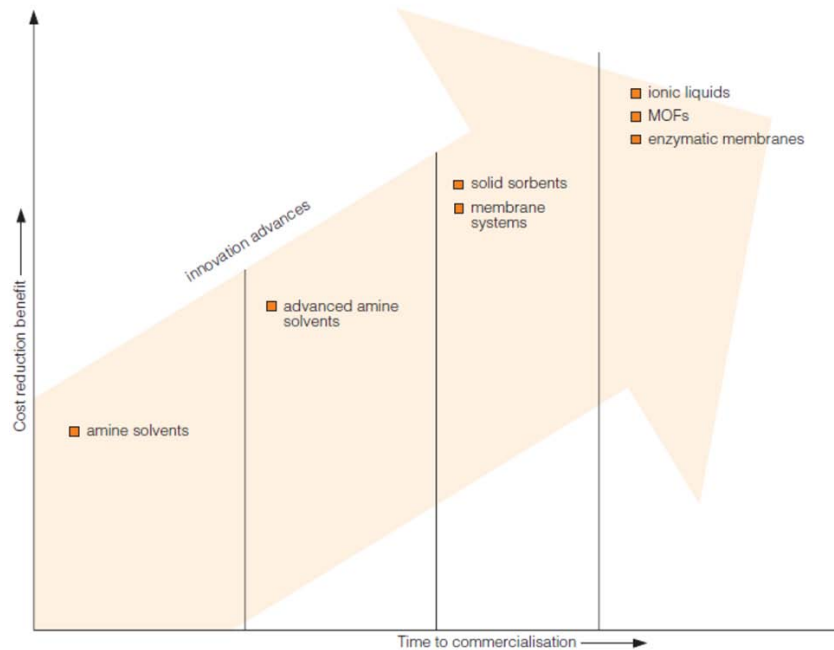 ionic liquids
MOFs
enzymatic membranes
solid sorbents
membrane
systems
innovation advances
advanced amine
solvents
amine solvents
Cost reduction benefit
Time to commercialisation